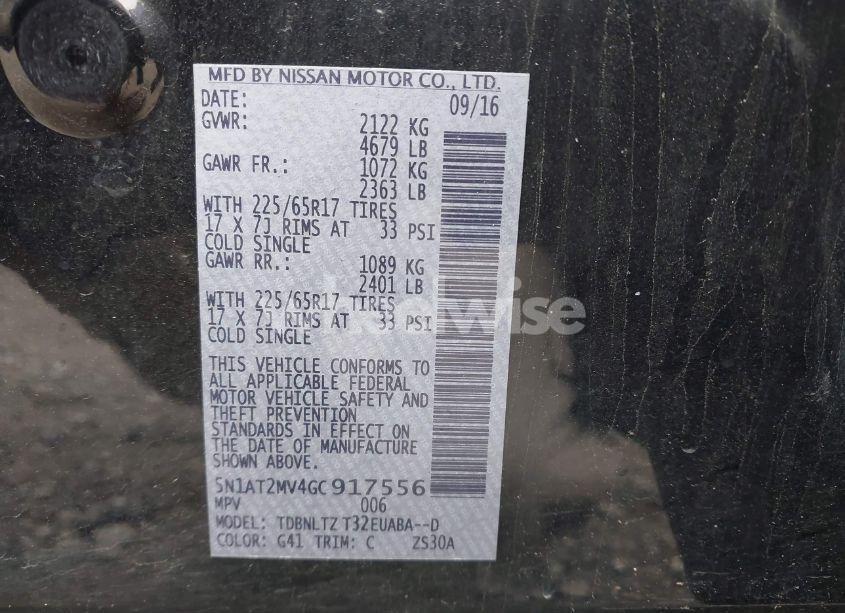 MFD BY NISSAN MOTOR CO., LTD.
DATE: 09/16
GVWR: 2122 KG
4679 LB
GAWR FR.: 1072 KG
2363 LB
WITH 225/65R17 TIRES
17 X 7J RIMS AT 33 PSI
COLD SINGLE
GAWR RR.: 1089 KG
2401 LB
WITH 225/65R17 TIRES
17 X 7J RIMS AT 33 PSI
COLD SINGLE
THIS VEHICLE CONFORMS TO
ALL APPLICABLE FEDERAL
MOTOR VEHICLE SAFETY AND
THEFT PREVENTION
STANDARDS IN EFFECT ON
THE DATE OF MANUFACTURE
SHOWN ABOVE.
5N1AT2MV4GC917556
MPV 006
MODEL: TDBNLTZ T32EUABA--D
COLOR: G41 TRIM: C ZS30A